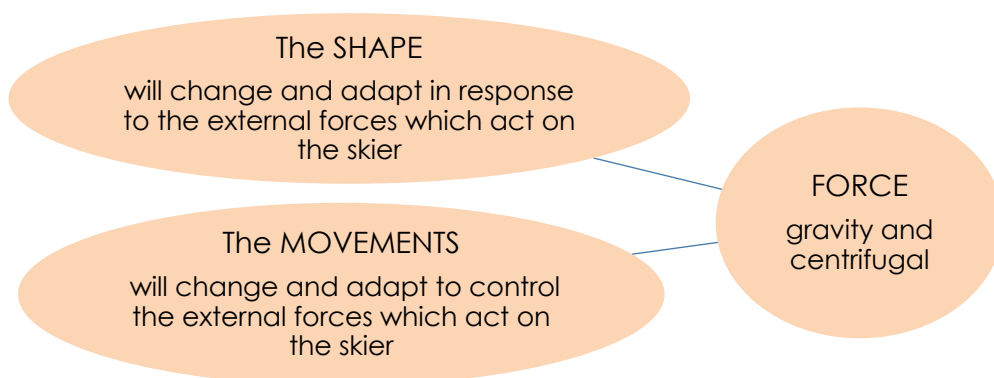 The SHAPE
will change and adapt in response
to the external forces which act on
the skier
The MOVEMENTS
will change and adapt to control
the external forces which act on
the skier
FORCE
gravity and
centrifugal